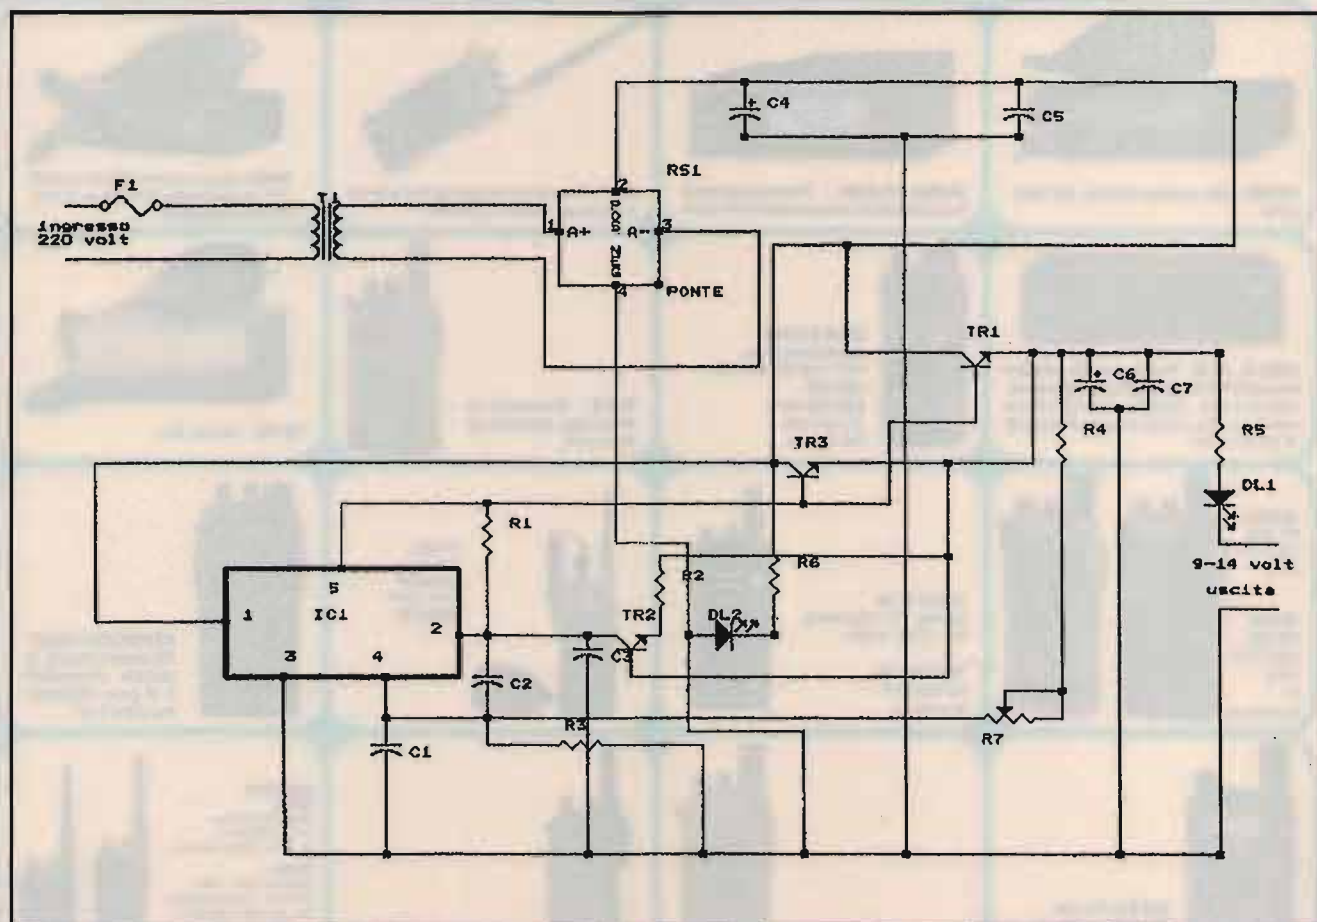 C4
C5
RS1
F1
T1
2
1
A+
A-
3
ingresso
220 volt
4
PONTE
TR1
C6
C7
R4
R5
TR3
DL1
R1
9-14 volt
uscita
5
R2
R6
1
IC1
2
TR2
DL2
3
4
C3
C2
R3
R7
C1